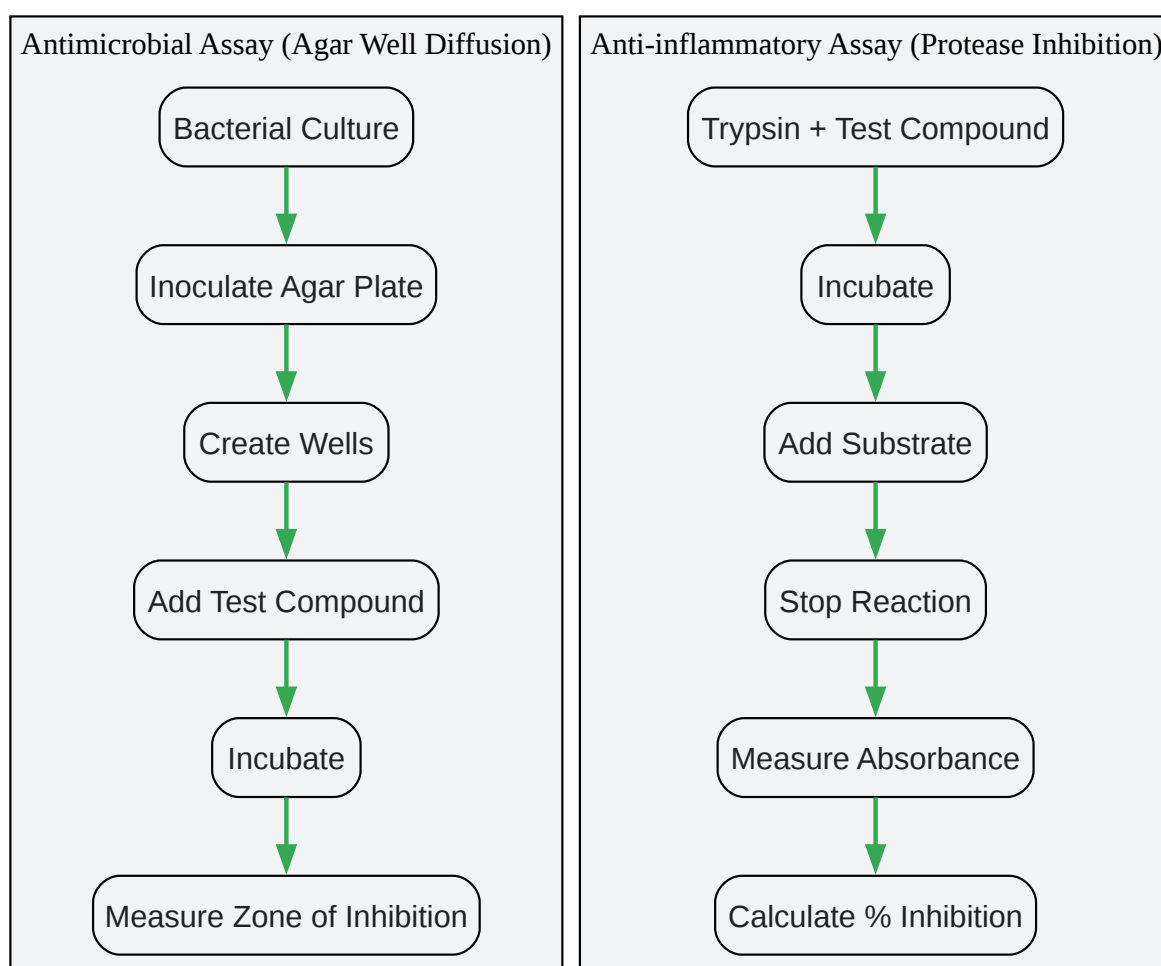 Antimicrobial Assay (Agar Well Diffusion)
Bacterial Culture
Inoculate Agar Plate
Create Wells
Add Test Compound
Incubate
Measure Zone of Inhibition
Anti-inflammatory Assay (Protease Inhibition)
Trypsin + Test Compound
Incubate
Add Substrate
Stop Reaction
Measure Absorbance
Calculate % Inhibition